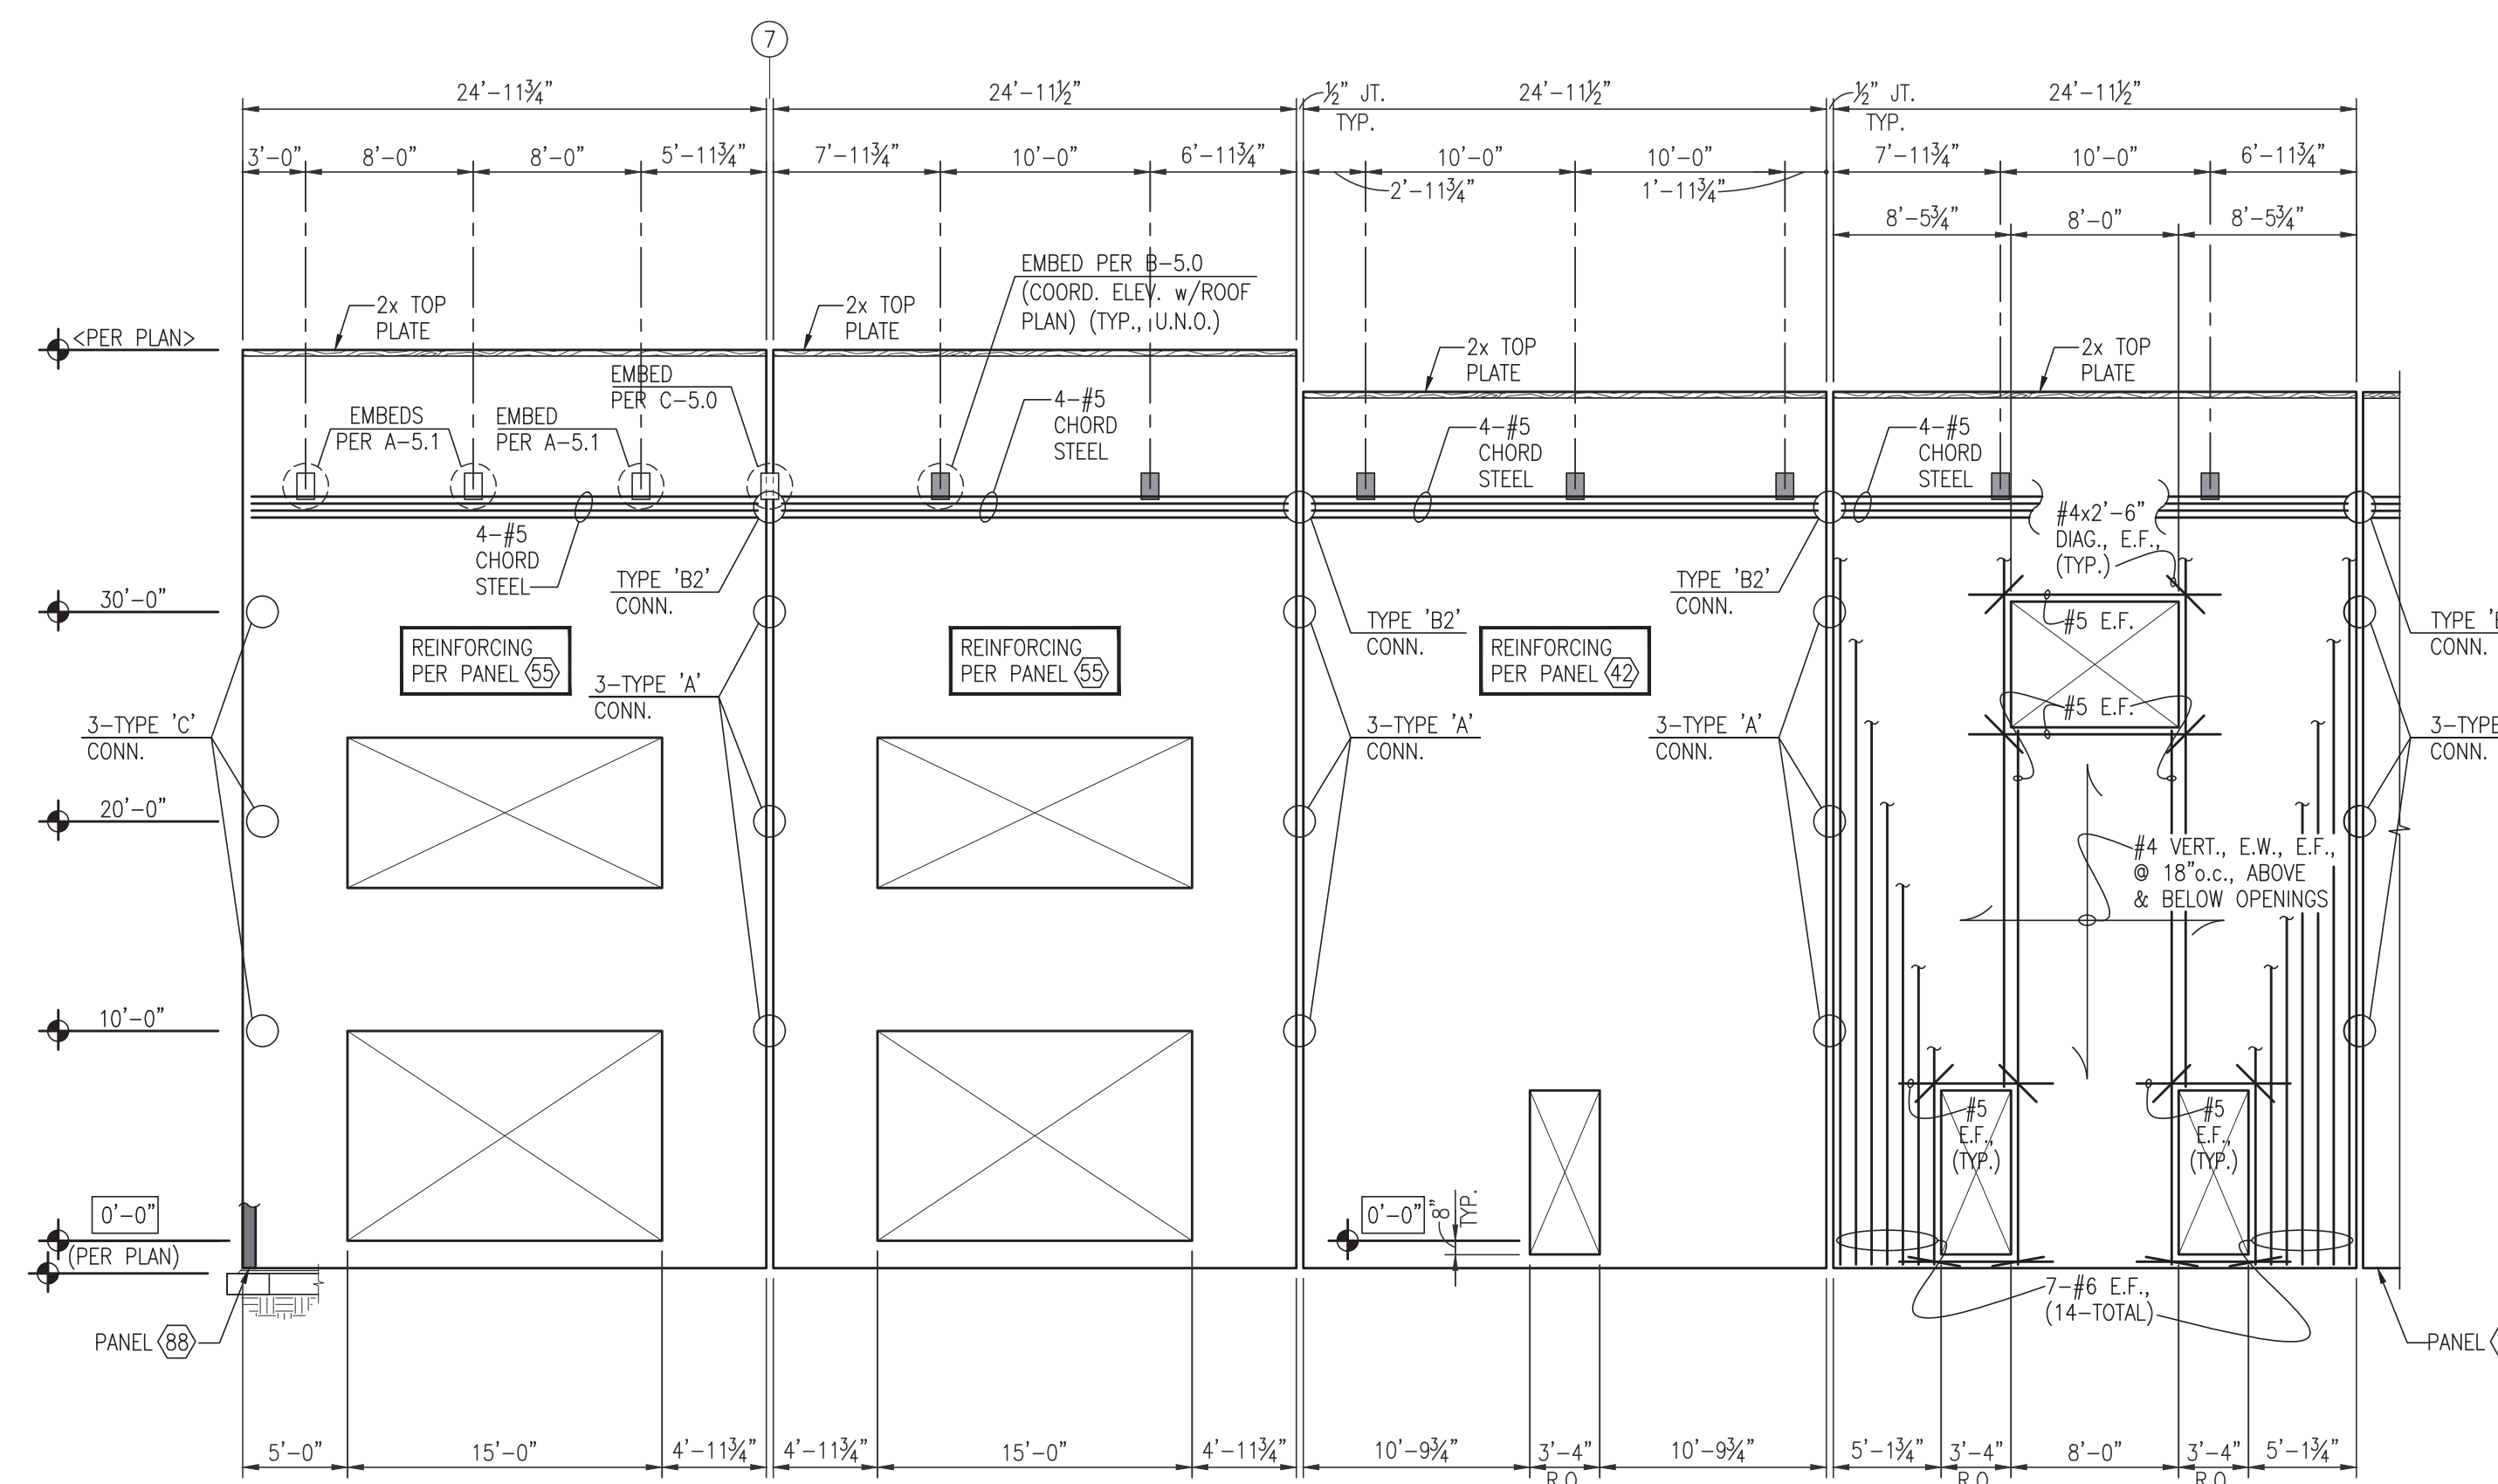 7
24'-11¾"
24'-11½"
½" JT.
TYP.
24'-11½"
½" JT.
TYP.
24'-11½"
3'-0"
8'-0"
8'-0"
5'-11¾"
7'-11¾"
10'-0"
6'-11¾"
10'-0"
10'-0"
2'-11¾"
1'-11¾"
7'-11¾"
10'-0"
6'-11¾"
8'-5¾"
8'-0"
8'-5¾"
EMBED PER B-5.0
(COORD. ELEV. w/ROOF
PLAN) (TYP., U.N.O.)
<PER PLAN>
2x TOP
PLATE
2x TOP
PLATE
2x TOP
PLATE
2x TOP
PLATE
EMBED
PER C-5.0
EMBEDS
PER A-5.1
EMBED
PER A-5.1
4-#5
CHORD
STEEL
4-#5
CHORD
STEEL
4-#5
CHORD
STEEL
4-#5
CHORD
STEEL
#4x2'-6"
DIAG., E.F.,
(TYP.)
TYPE 'B2'
CONN.
TYPE 'B2'
CONN.
TYPE 'B2'
CONN.
CONN.
30'-0"
REINFORCING
PER PANEL 55
REINFORCING
PER PANEL 55
REINFORCING
PER PANEL 42
#5 E.F.
#5 E.F.
3-TYPE 'C'
CONN.
3-TYPE 'A'
CONN.
3-TYPE 'A'
CONN.
3-TYPE 'A'
CONN.
3-TYPE
CONN.
20'-0"
#4 VERT., E.W., E.F.,
@ 18"o.c., ABOVE
& BELOW OPENINGS
10'-0"
#5
E.F.,
(TYP.)
#5
E.F.,
(TYP.)
0'-0"
(PER PLAN)
0'-0"
8"
TYP.
7-#6 E.F.,
(14-TOTAL)
PANEL 88
PANEL
5'-0"
15'-0"
4'-11¾"
4'-11¾"
15'-0"
4'-11¾"
10'-9¾"
3'-4"
R.O.
10'-9¾"
5'-1¾"
3'-4"
R.O.
8'-0"
3'-4"
R.O.
5'-1¾"